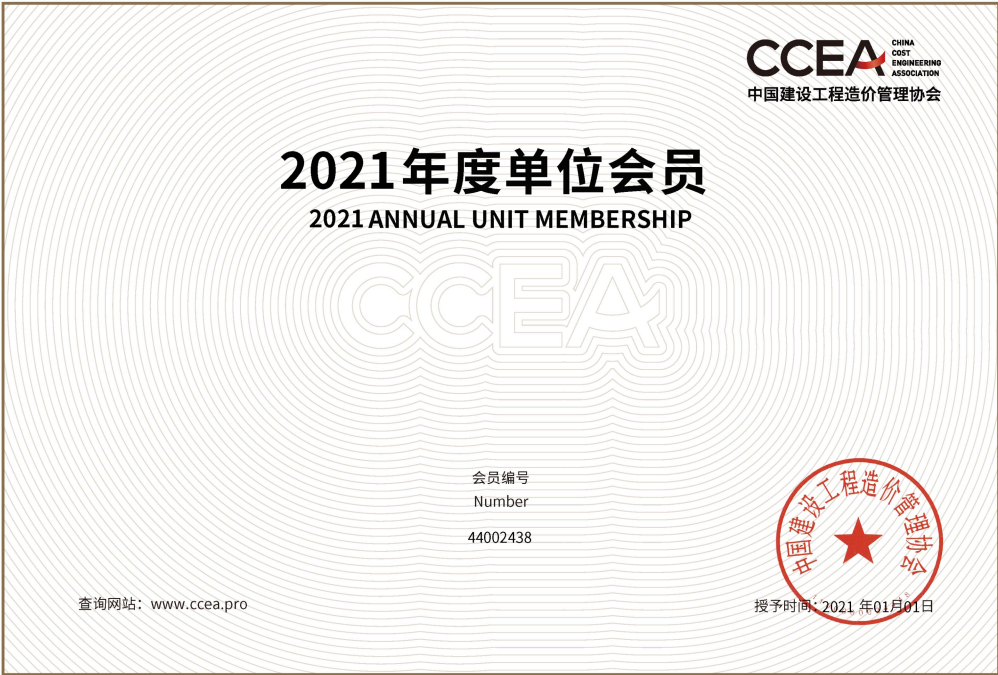 CCEA
CHINA
COST
ENGINEERING
ASSOCIATION
中国建设工程造价管理协会
2021年度单位会员
2021 ANNUAL UNIT MEMBERSHIP
CCEA
会员编号
Number
44002438
中国建设工程造价管理协会
查询网站：www.ccea.pro
授予时间：2021 年01月01日